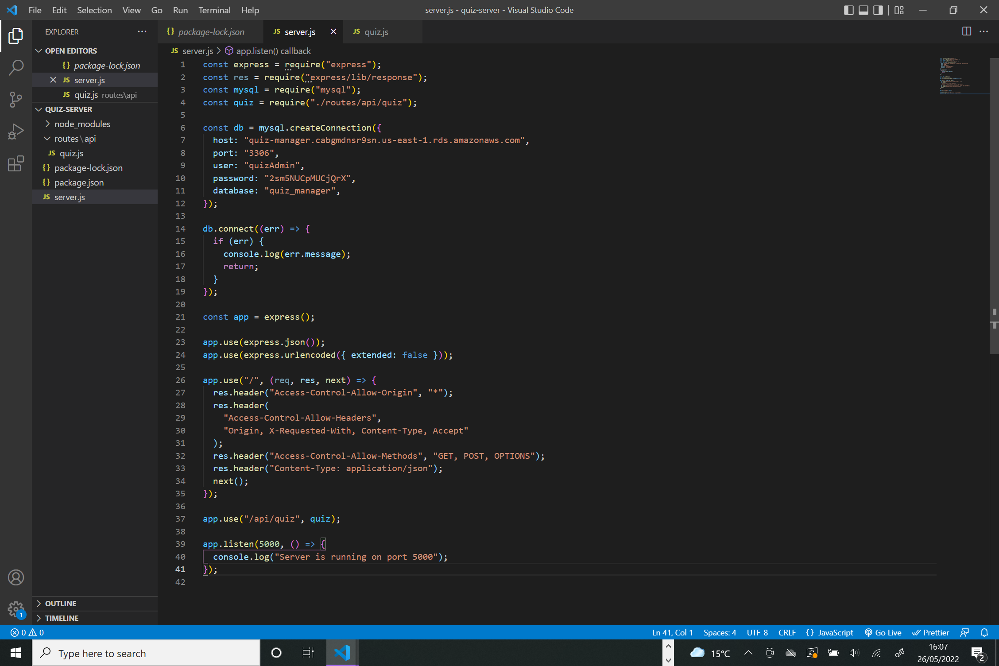 File Edit Selection View Go Run Terminal Help
server.js - quiz-server - Visual Studio Code
EXPLORER
OPEN EDITORS
{} package-lock.json
JS server.js
JS quiz.js routes\api
QUIZ-SERVER
node_modules
routes\api
JS quiz.js
{} package-lock.json
{} package.json
JS server.js
OUTLINE
TIMELINE
{} package-lock.json
JS server.js
JS quiz.js
JS server.js > app.listen() callback
1 const express = require("express");
2 const res = require("express/lib/response");
3 const mysql = require("mysql");
4 const quiz = require("./routes/api/quiz");
5
6 const db = mysql.createConnection({
7 host: "quiz-manager.cabgmdnsr9sn.us-east-1.rds.amazonaws.com",
8 port: "3306",
9 user: "quizAdmin",
10 password: "2sm5NUCpMUCjQrX",
11 database: "quiz_manager",
12 });
13
14 db.connect((err) => {
15 if (err) {
16 console.log(err.message);
17 return;
18 }
19 });
20
21 const app = express();
22
23 app.use(express.json());
24 app.use(express.urlencoded({ extended: false }));
25
26 app.use("/", (req, res, next) => {
27 res.header("Access-Control-Allow-Origin", "*");
28 res.header(
29 "Access-Control-Allow-Headers",
30 "Origin, X-Requested-With, Content-Type, Accept"
31 );
32 res.header("Access-Control-Allow-Methods", "GET, POST, OPTIONS");
33 res.header("Content-Type: application/json");
34 next();
35 });
36
37 app.use("/api/quiz", quiz);
38
39 app.listen(5000, () => {
40 console.log("Server is running on port 5000");
41 });
42
1
0 0
Ln 41, Col 1 Spaces: 4 UTF-8 CRLF {} JavaScript Go Live Prettier
Type here to search
15°C
16:07
26/05/2022
2